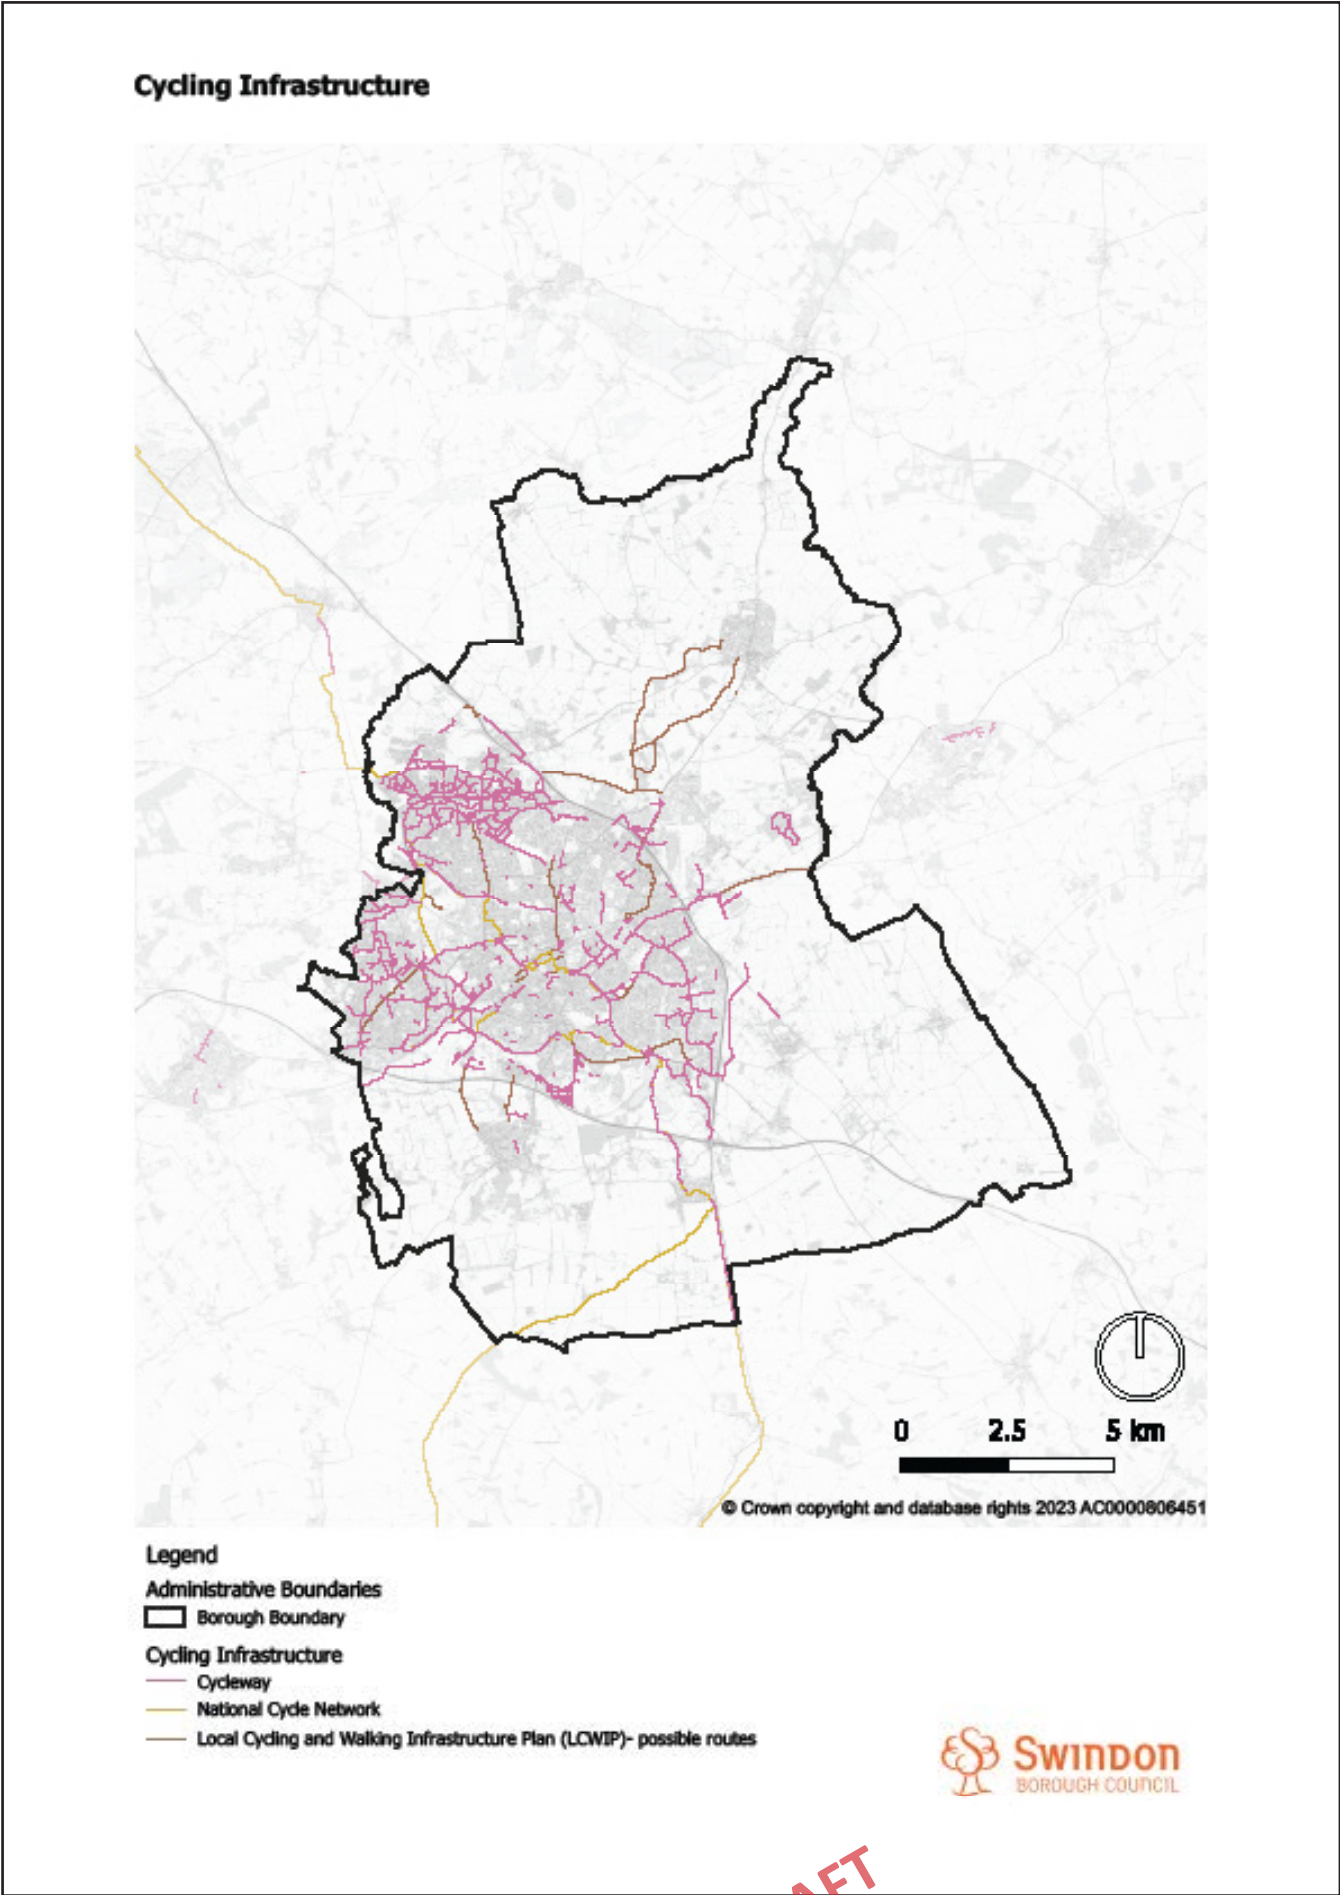 Cycling Infrastructure
0 2.5 5 km
© Crown copyright and database rights 2023 AC0000806451
Legend
Administrative Boundaries
Borough Boundary
Cycling Infrastructure
Cycleway
National Cycle Network
Local Cycling and Walking Infrastructure Plan (LCWIP)- possible routes
SWINDON
BOROUGH COUNCIL
AFT